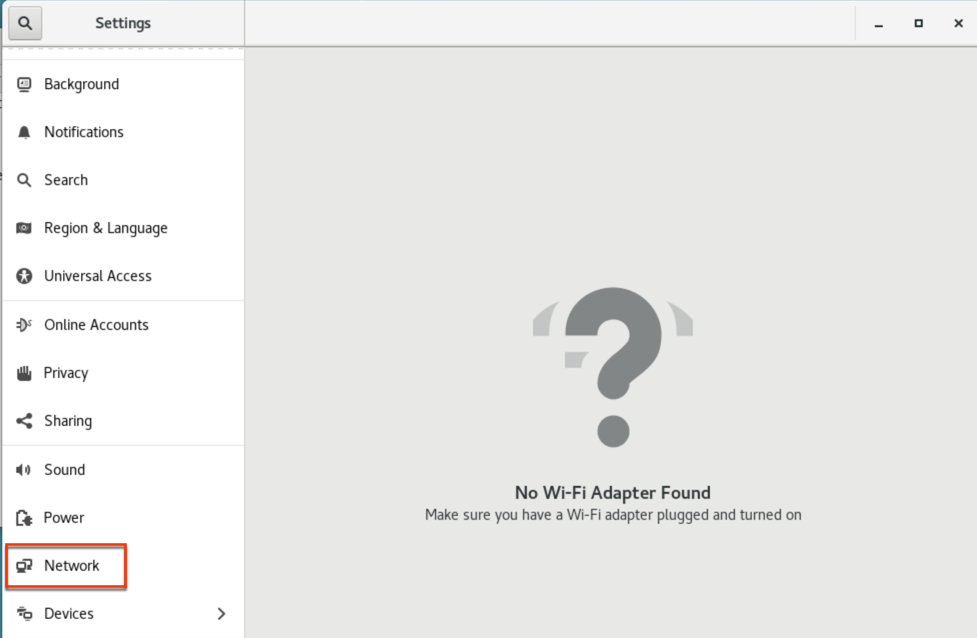 Settings
Background
Notifications
Search
Region & Language
Universal Access
Online Accounts
Privacy
Sharing
Sound
Power
Network
Devices
No Wi-Fi Adapter Found
Make sure you have a Wi-Fi adapter plugged and turned on